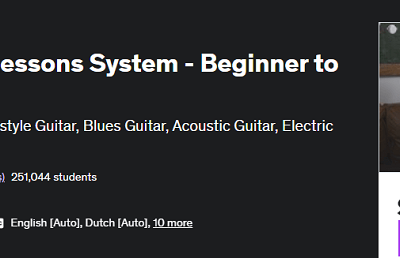 essons System - Beginner to
style Guitar, Blues Guitar, Acoustic Guitar, Electric
s) 251,044 students
English [Auto], Dutch [Auto], 10 more